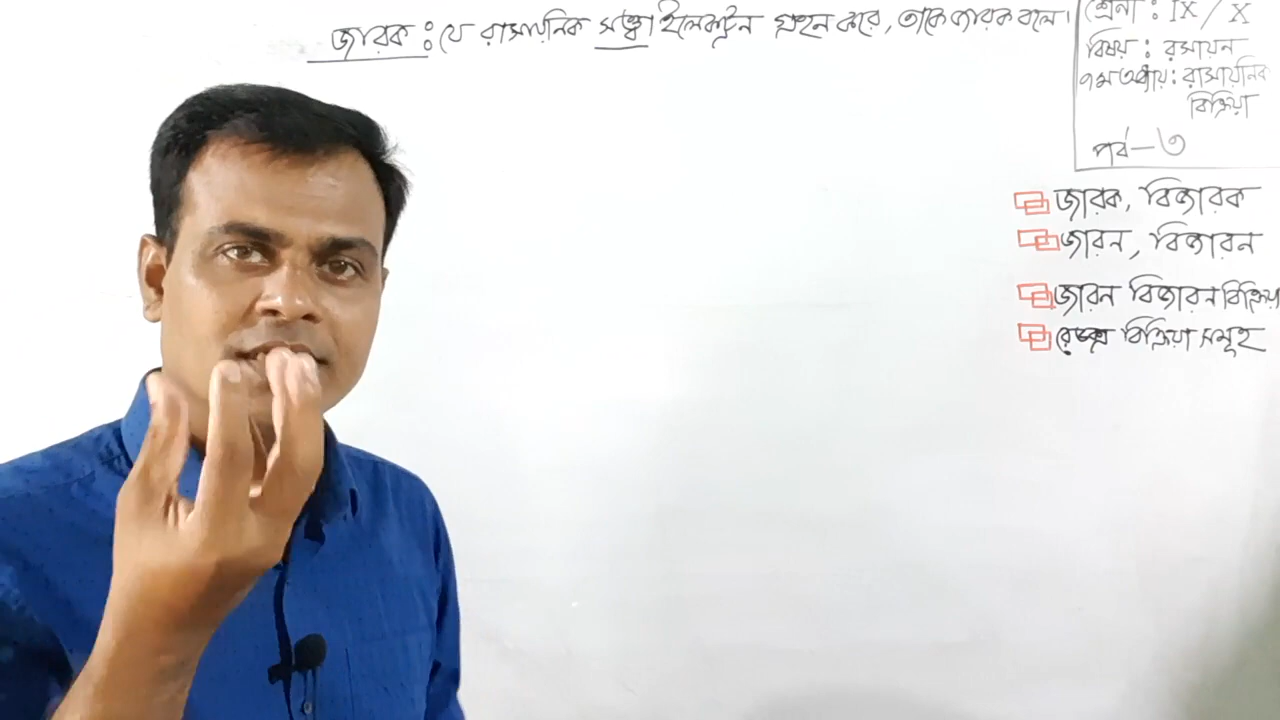 জারক : যে রাসায়নিক সত্ত্বা ইলেকট্রন গ্রহন করে, তাকে জারক বলে।
শ্রেনী : IX / X
বিষয় : রসায়ন
৭ম অধ্যায় : রাসায়নিক
বিক্রিয়া
পর্ব – ৩
জারক, বিজারক
জারন, বিজারন
জারন বিজারন বিক্রিয়া
রেডক্স বিক্রিয়া সমূহ